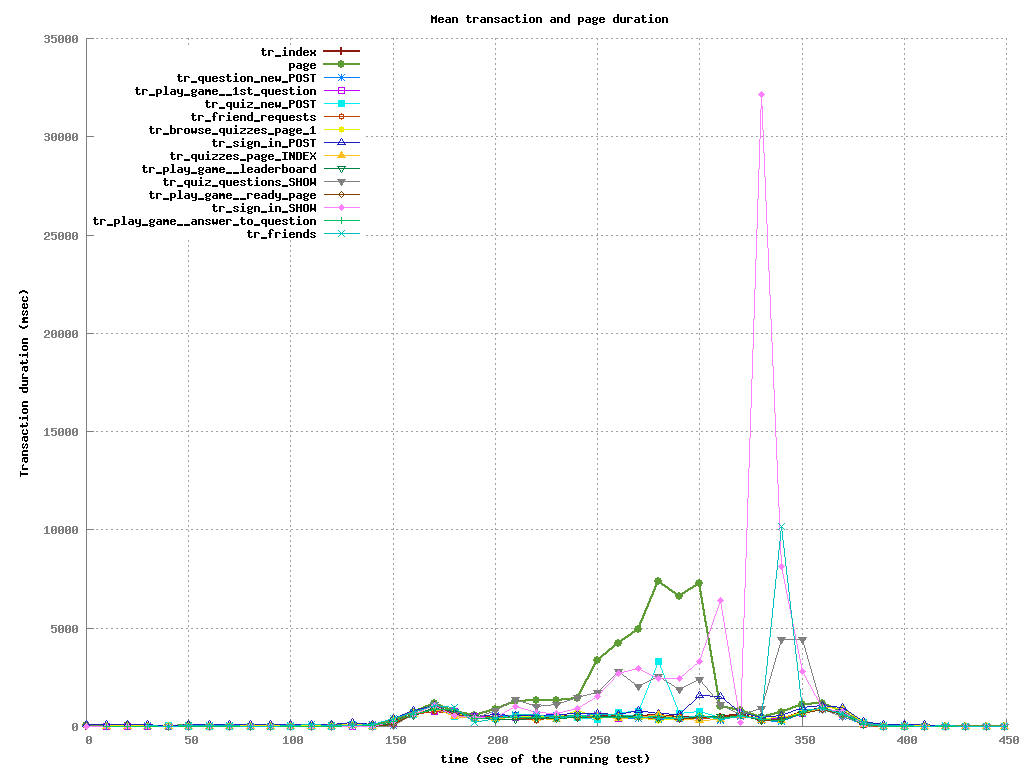 Mean transaction and page duration
35000
30000
25000
20000
15000
10000
5000
0
Transaction duration (msec)
tr_index
page
tr_question_new_POST
tr_play_game__1st_question
tr_quiz_new_POST
tr_friend_requests
tr_browse_quizzes_page_1
tr_sign_in_POST
tr_quizzes_page_INDEX
tr_play_game__leaderboard
tr_quiz_questions_SHOW
tr_play_game__ready_page
tr_sign_in_SHOW
tr_play_game__answer_to_question
tr_friends
0 50 100 150 200 250 300 350 400 450
time (sec of the running test)